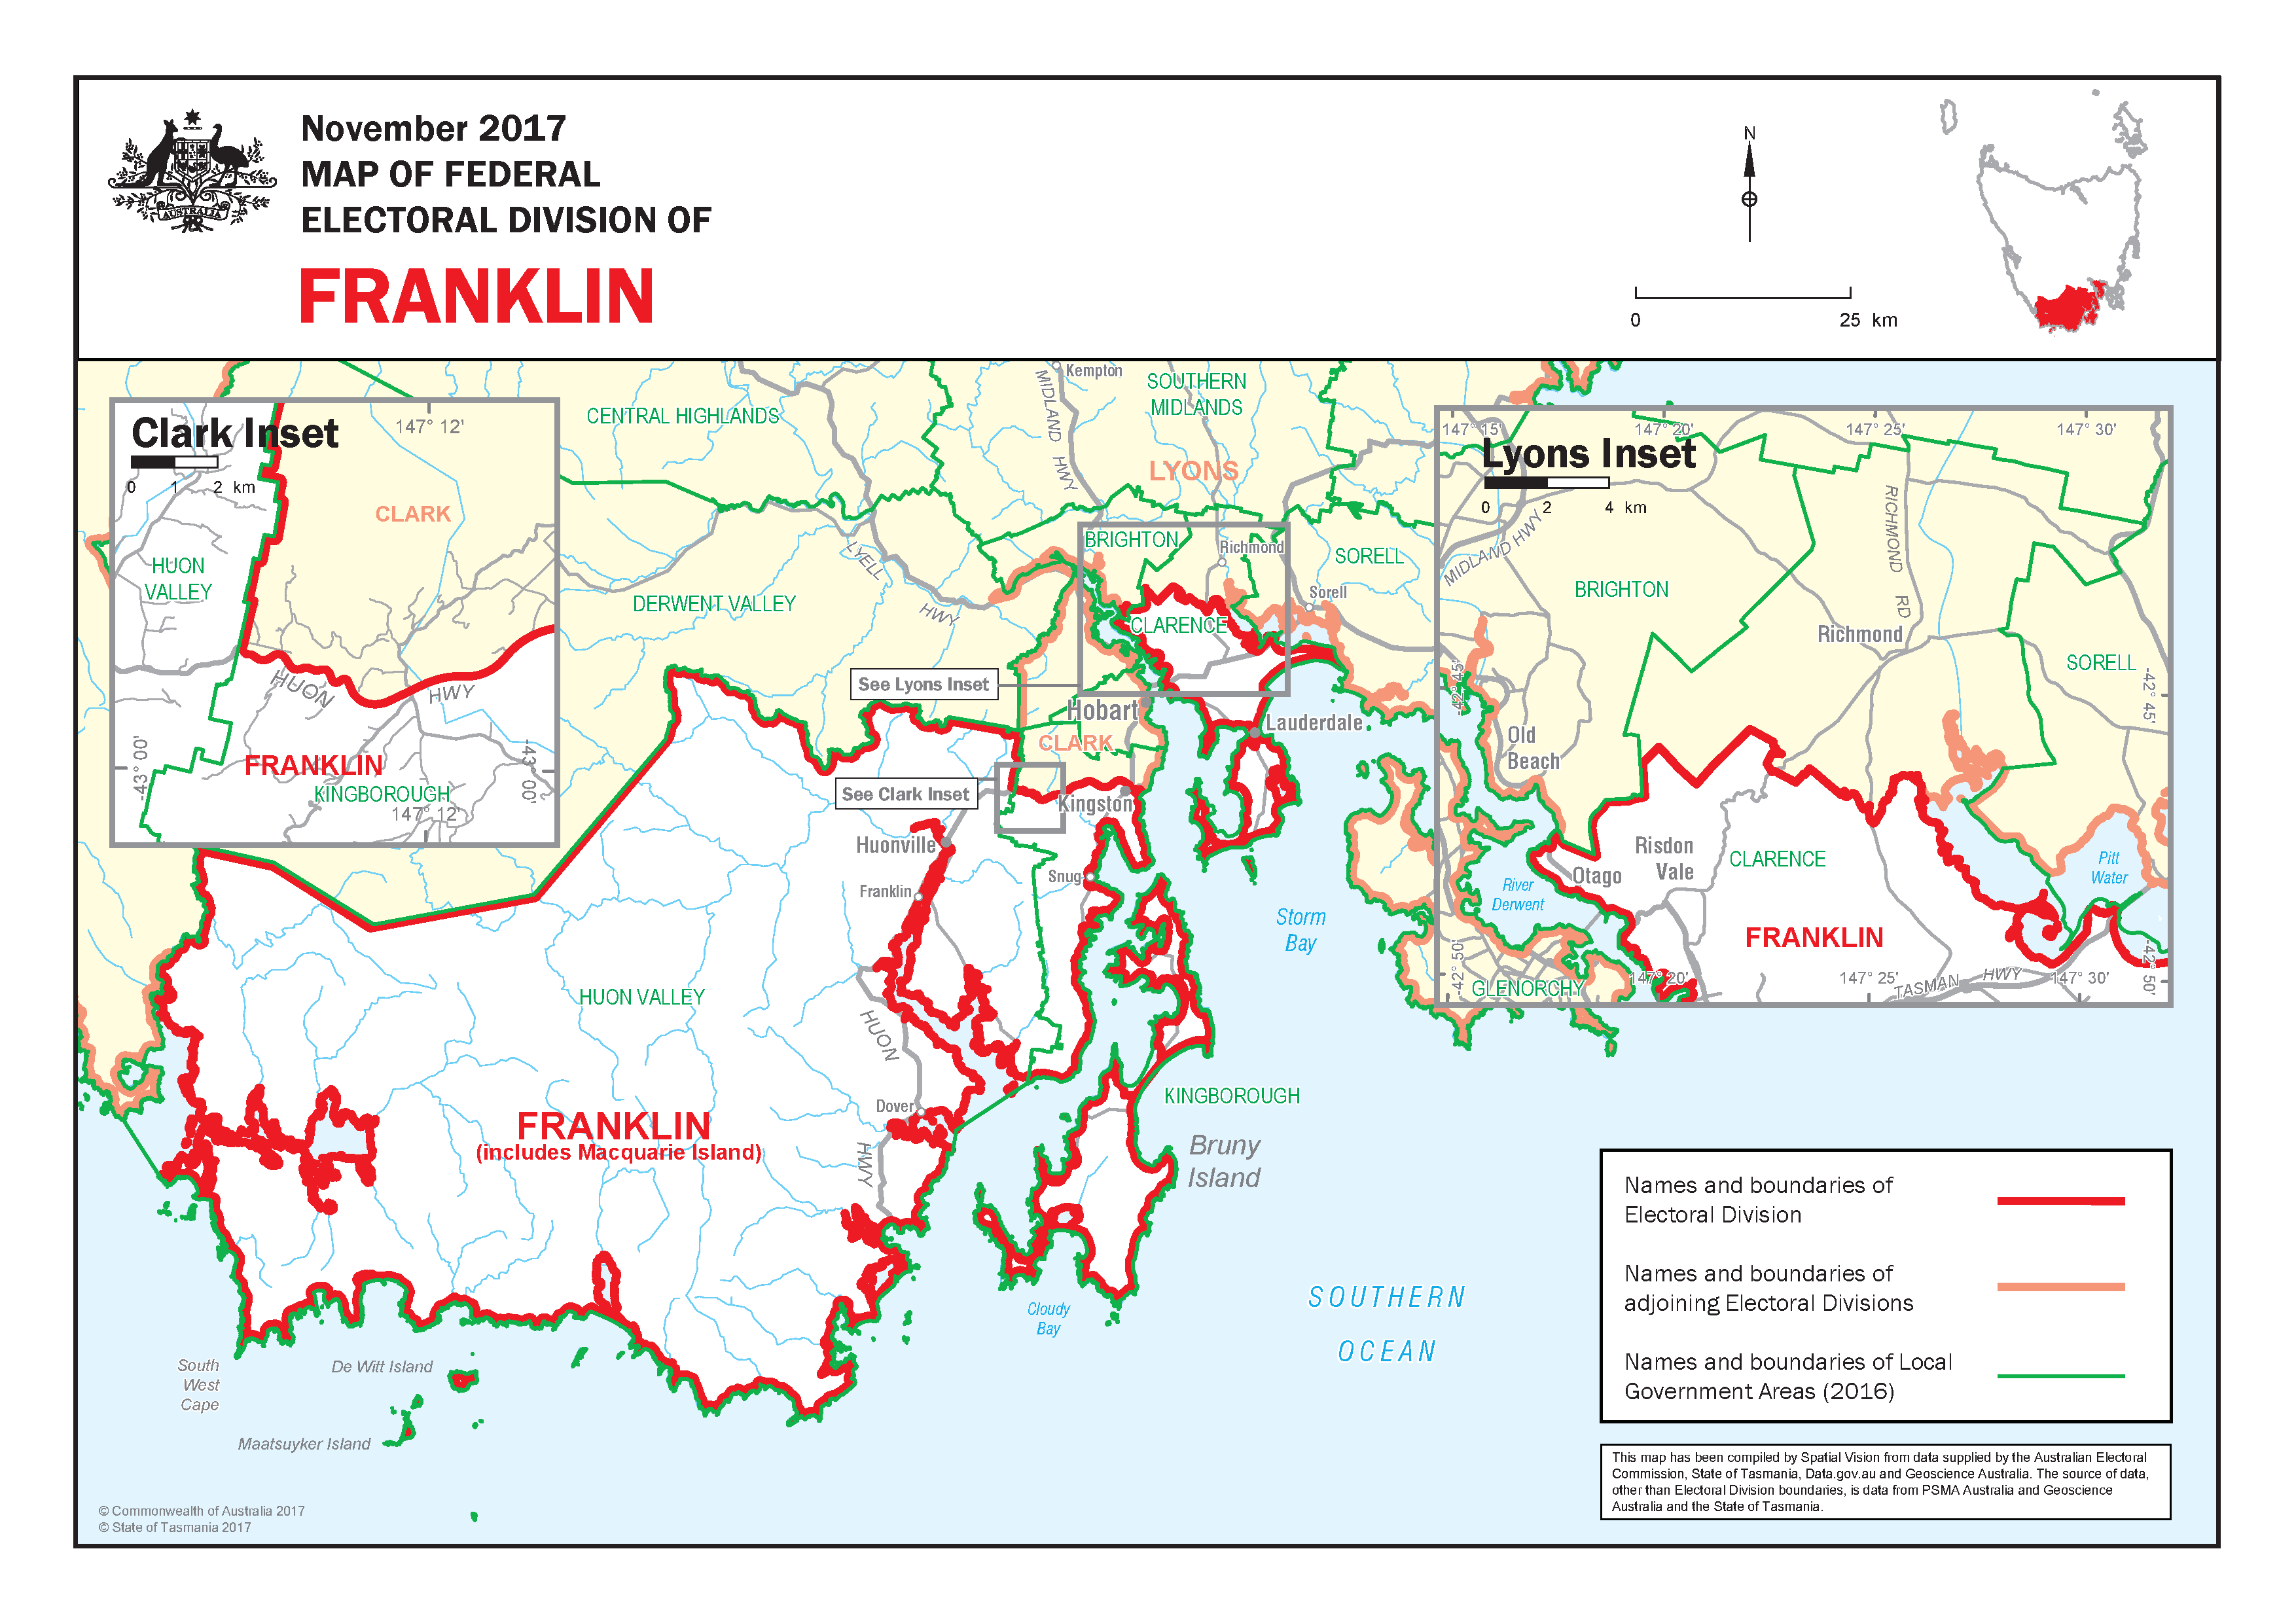 November 2017
MAP OF FEDERAL
ELECTORAL DIVISION OF
FRANKLIN
AUSTRALIA
N
0 25 km
Clark Inset
0 1 2 km
147° 12'
CLARK
HUON
VALLEY
HUON
HWY
-43° 00'
-43° 00'
FRANKLIN
KINGBOROUGH
147° 12'
CENTRAL HIGHLANDS
Kempton
MIDLAND HWY
SOUTHERN
MIDLANDS
LYONS
BRIGHTON
Richmond
SORELL
LYELL
HWY
DERWENT VALLEY
Sorell
CLARENCE
See Lyons Inset
Hobart
Lauderdale
CLARK
See Clark Inset
Kingston
Huonville
Franklin
Snug
Storm
Bay
HUON VALLEY
HUON
HWY
Dover
KINGBOROUGH
FRANKLIN
(includes Macquarie Island)
Bruny
Island
Cloudy
Bay
SOUTHERN
OCEAN
South
West
Cape
De Witt Island
Maatsuyker Island
147° 15'
147° 20'
147° 25'
147° 30'
Lyons Inset
0 2 4 km
MIDLAND HWY
RICHMOND RD
BRIGHTON
Richmond
SORELL
-42° 45'
-42° 45'
Old
Beach
Risdon
Vale
CLARENCE
Otago
River
Derwent
Pitt
Water
FRANKLIN
-42° 50'
-42° 50'
GLENORCHY
147° 20'
147° 25'
TASMAN HWY
147° 30'
Names and boundaries of
Electoral Division
Names and boundaries of
adjoining Electoral Divisions
Names and boundaries of Local
Government Areas (2016)
This map has been compiled by Spatial Vision from data supplied by the Australian Electoral
Commission, State of Tasmania, Data.gov.au and Geoscience Australia. The source of data,
other than Electoral Division boundaries, is data from PSMA Australia and Geoscience
Australia and the State of Tasmania.
© Commonwealth of Australia 2017
© State of Tasmania 2017